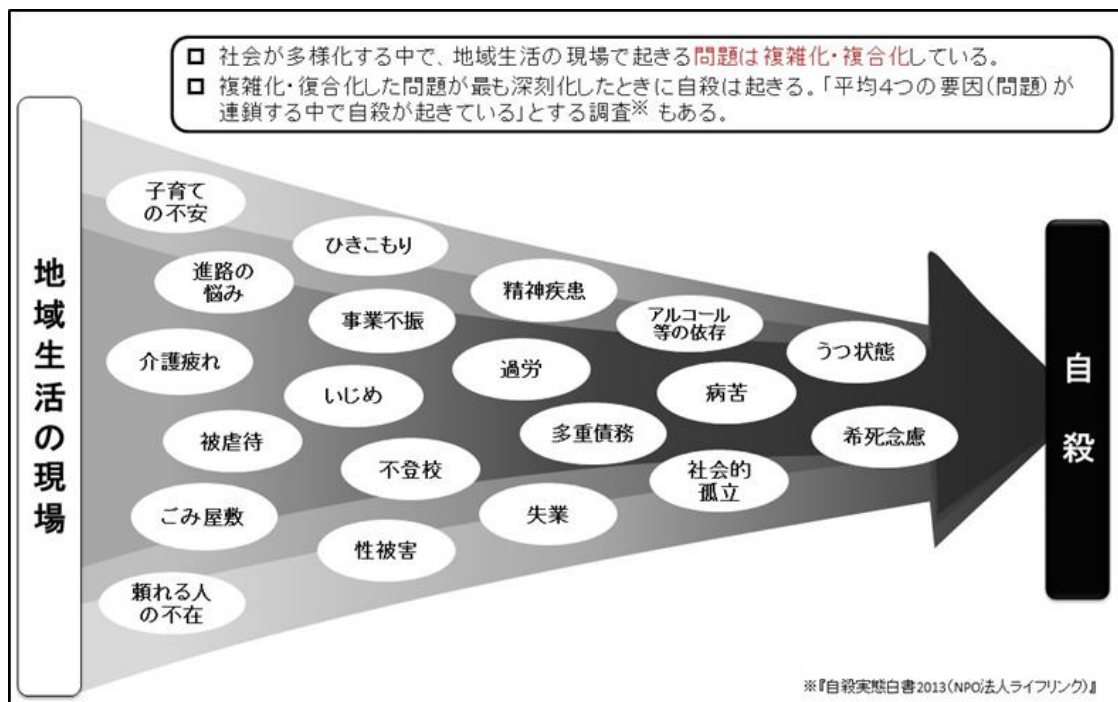 社会が多様化する中で、地域生活の現場で起きる問題は複雑化・複合化している。
複雑化・復合化した問題が最も深刻化したときに自殺は起きる。「平均4つの要因(問題)が
連鎖する中で自殺が起きている」とする調査※ もある。
地域生活の現場
子育て
の不安
ひきこもり
進路の
悩み
精神疾患
事業不振
アルコール
等の依存
うつ状態
介護疲れ
過労
いじめ
病苦
被虐待
多重債務
希死念慮
不登校
社会的
孤立
ごみ屋敷
失業
性被害
頼れる人
の不在
自殺
※『自殺実態白書2013(NPO法人ライフリンク)』